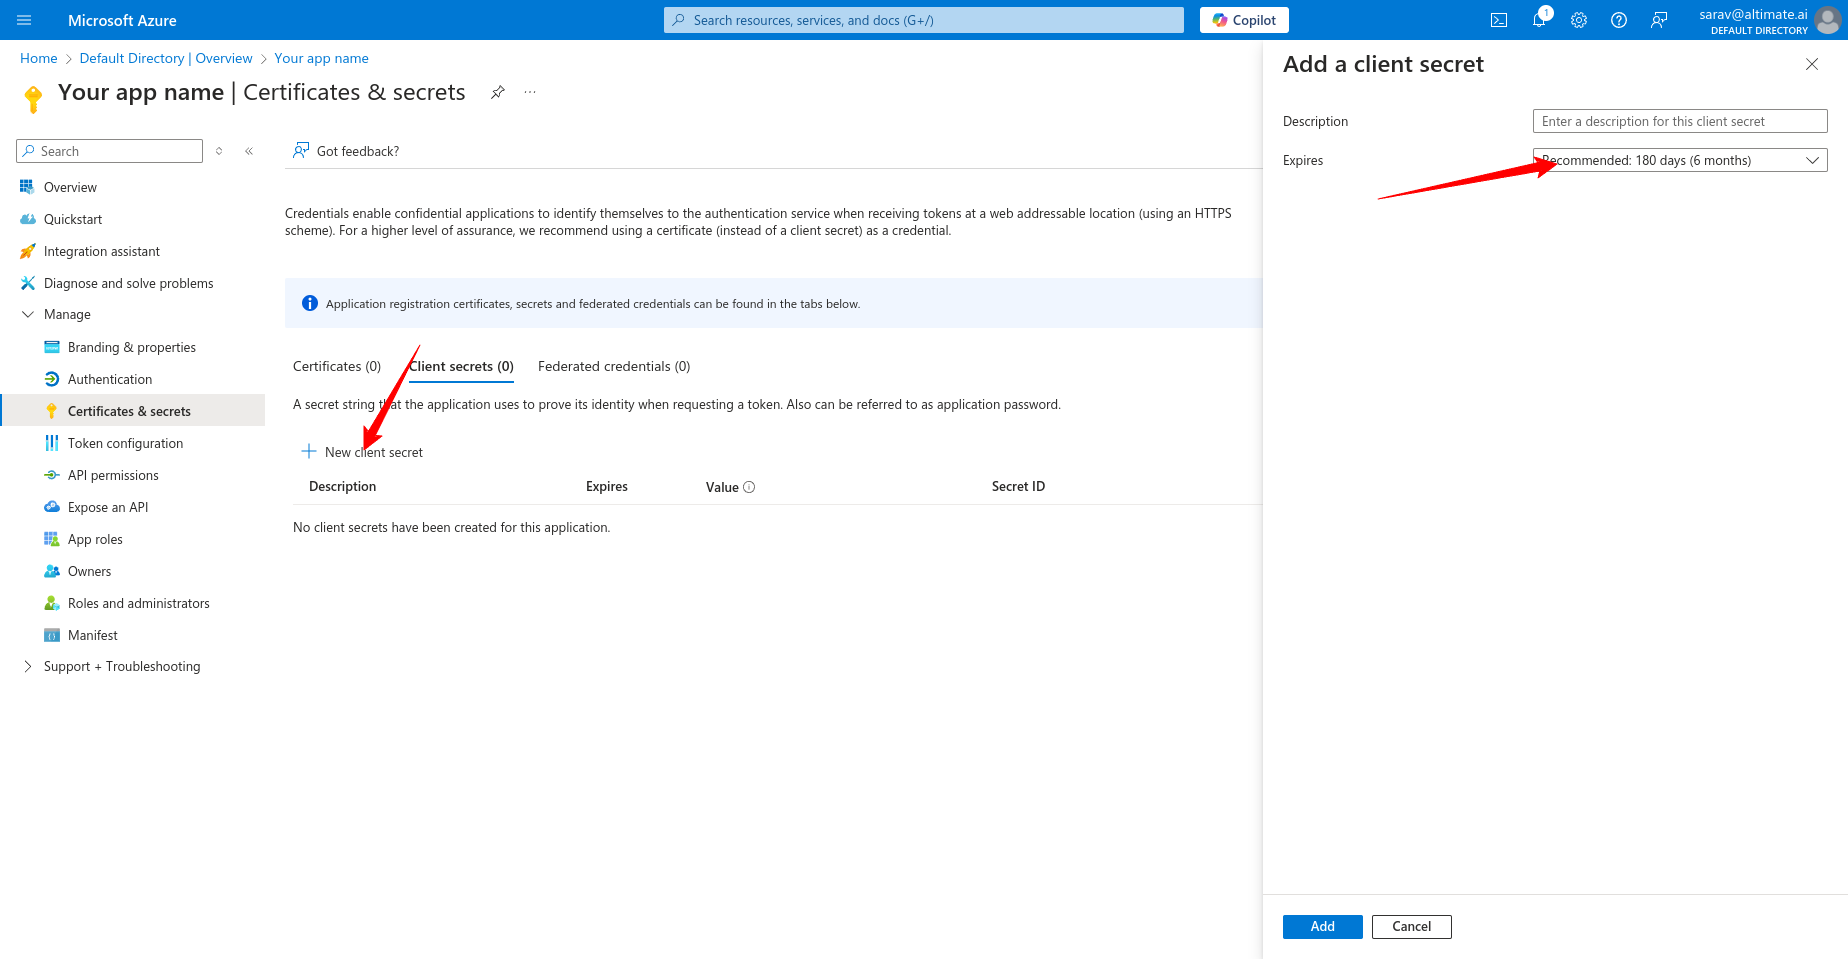 Microsoft Azure
Search resources, services, and docs (G+/)
Copilot
1
sarav@altimate.ai
DEFAULT DIRECTORY
Home > Default Directory | Overview > Your app name
Your app name | Certificates & secrets
Search
Overview
Quickstart
Integration assistant
Diagnose and solve problems
Manage
Branding & properties
Authentication
Certificates & secrets
Token configuration
API permissions
Expose an API
App roles
Owners
Roles and administrators
Manifest
Support + Troubleshooting
Got feedback?
Credentials enable confidential applications to identify themselves to the authentication service when receiving tokens at a web addressable location (using an HTTPS
scheme). For a higher level of assurance, we recommend using a certificate (instead of a client secret) as a credential.
Application registration certificates, secrets and federated credentials can be found in the tabs below.
Certificates (0) Client secrets (0) Federated credentials (0)
A secret string that the application uses to prove its identity when requesting a token. Also can be referred to as application password.
New client secret
Description Expires Value Secret ID
No client secrets have been created for this application.
Add a client secret
Description
Enter a description for this client secret
Expires
Recommended: 180 days (6 months)
Add
Cancel